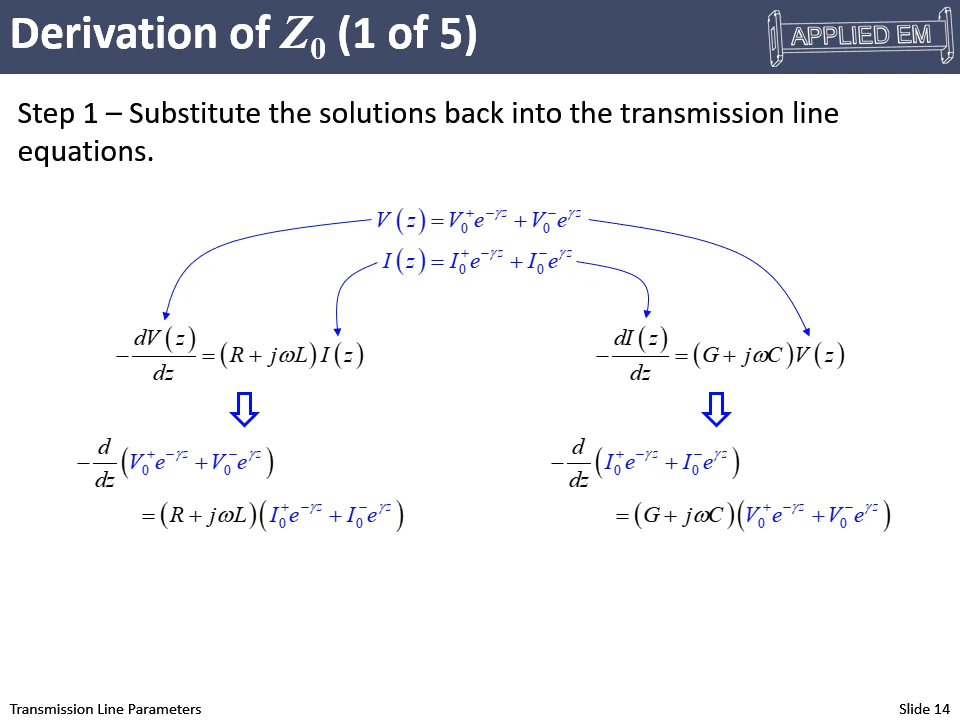 Derivation of Z₀ (1 of 5)
APPLIED EM
Step 1 – Substitute the solutions back into the transmission line
equations.
V(z) = V₀⁺e^{−γz} + V₀⁻e^{γz}
I(z) = I₀⁺e^{−γz} + I₀⁻e^{γz}
−dV(z)/dz = (R + jωL) I(z)
−dI(z)/dz = (G + jωC) V(z)
−d/dz (V₀⁺e^{−γz} + V₀⁻e^{γz})
= (R + jωL)(I₀⁺e^{−γz} + I₀⁻e^{γz})
−d/dz (I₀⁺e^{−γz} + I₀⁻e^{γz})
= (G + jωC)(V₀⁺e^{−γz} + V₀⁻e^{γz})
Transmission Line Parameters
Slide 14